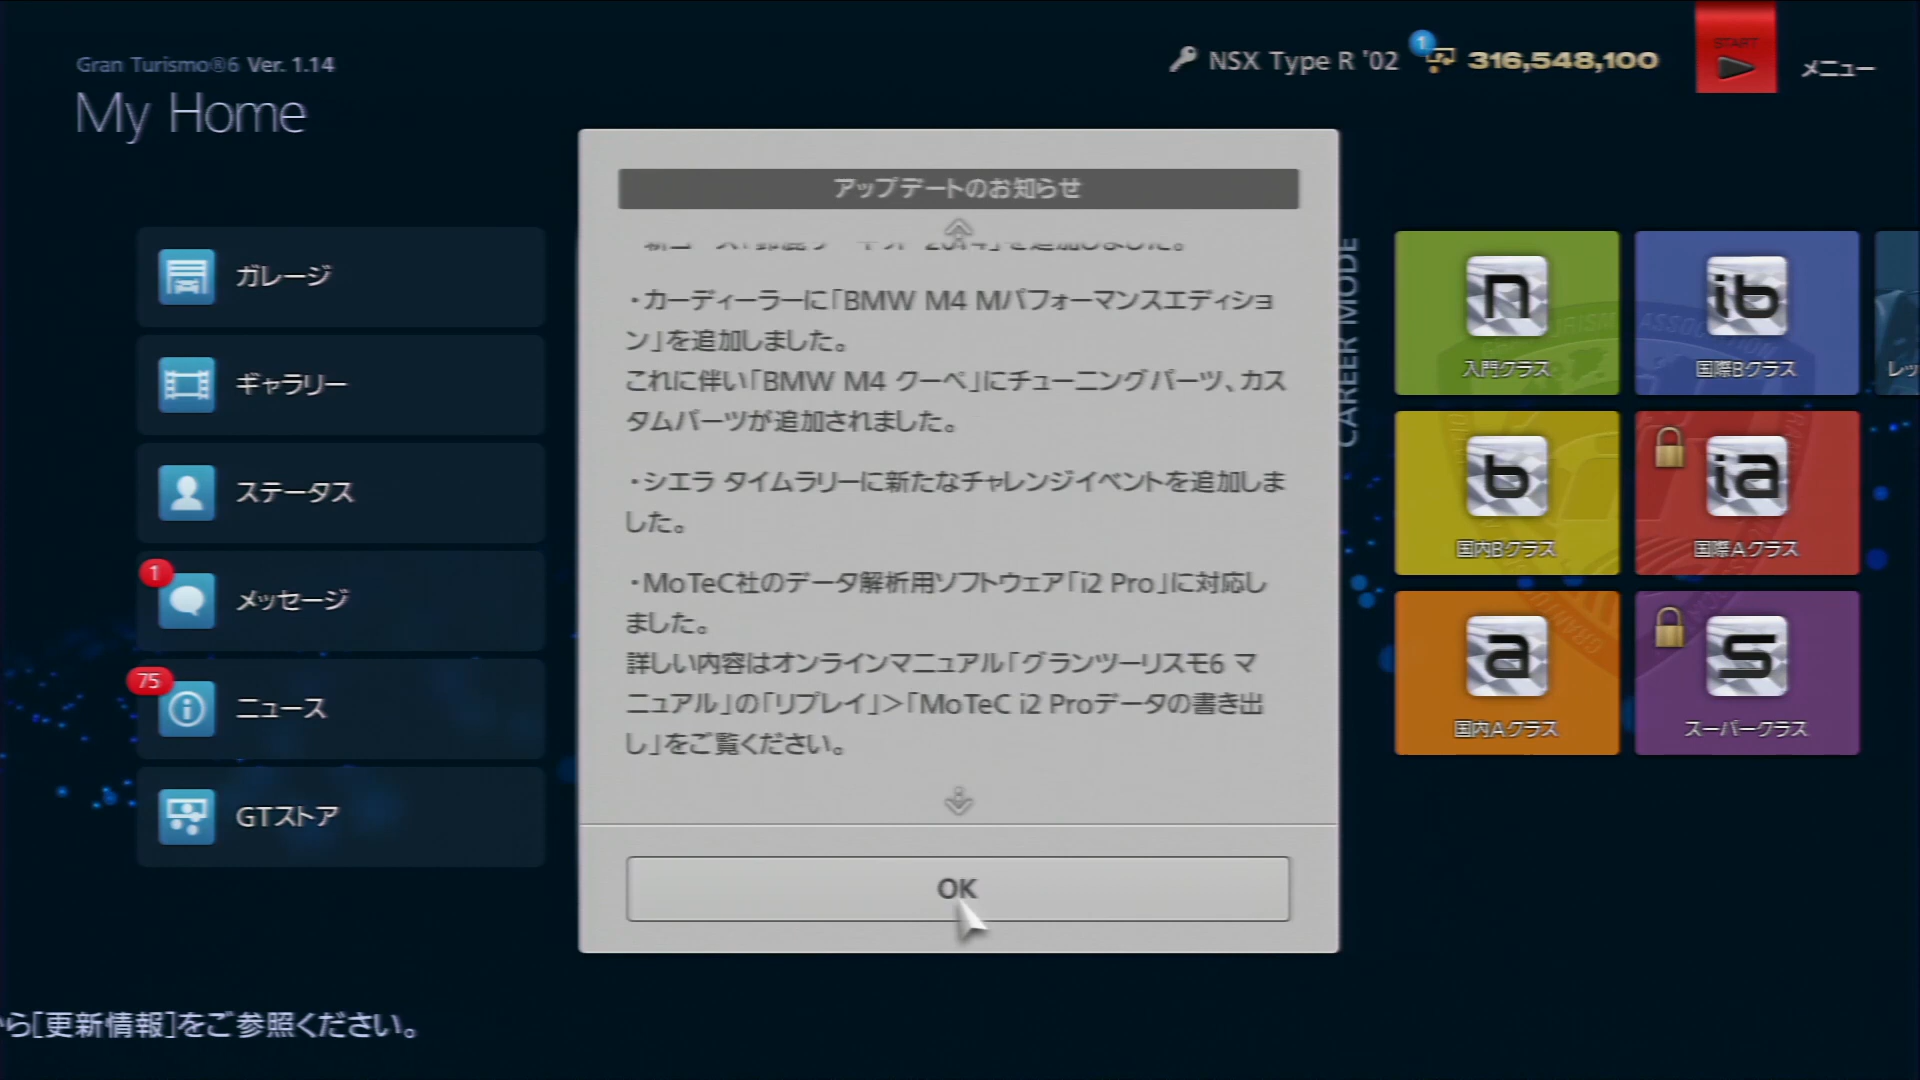 Gran Turismo®6 Ver. 1.14
My Home
NSX Type R '02
1
316,548,100
START
メニュー
ガレージ
ギャラリー
ステータス
1
メッセージ
75
ニュース
GTストア
アップデートのお知らせ
・カーディーラーに「BMW M4 Mパフォーマンスエディショ
ン」を追加しました。
これに伴い「BMW M4 クーペ」にチューニングパーツ、カス
タムパーツが追加されました。
・シエラ タイムラリーに新たなチャレンジイベントを追加しま
した。
・MoTeC社のデータ解析用ソフトウェア「i2 Pro」に対応し
ました。
詳しい内容はオンラインマニュアル「グランツーリスモ6 マ
ニュアル」の「リプレイ」＞「MoTeC i2 Proデータの書き出
し」をご覧ください。
OK
CAREER MODE
n
入門クラス
ib
国際Bクラス
レッ
b
国内Bクラス
ia
国際Aクラス
a
国内Aクラス
S
スーパークラス
ら[更新情報]をご参照ください。